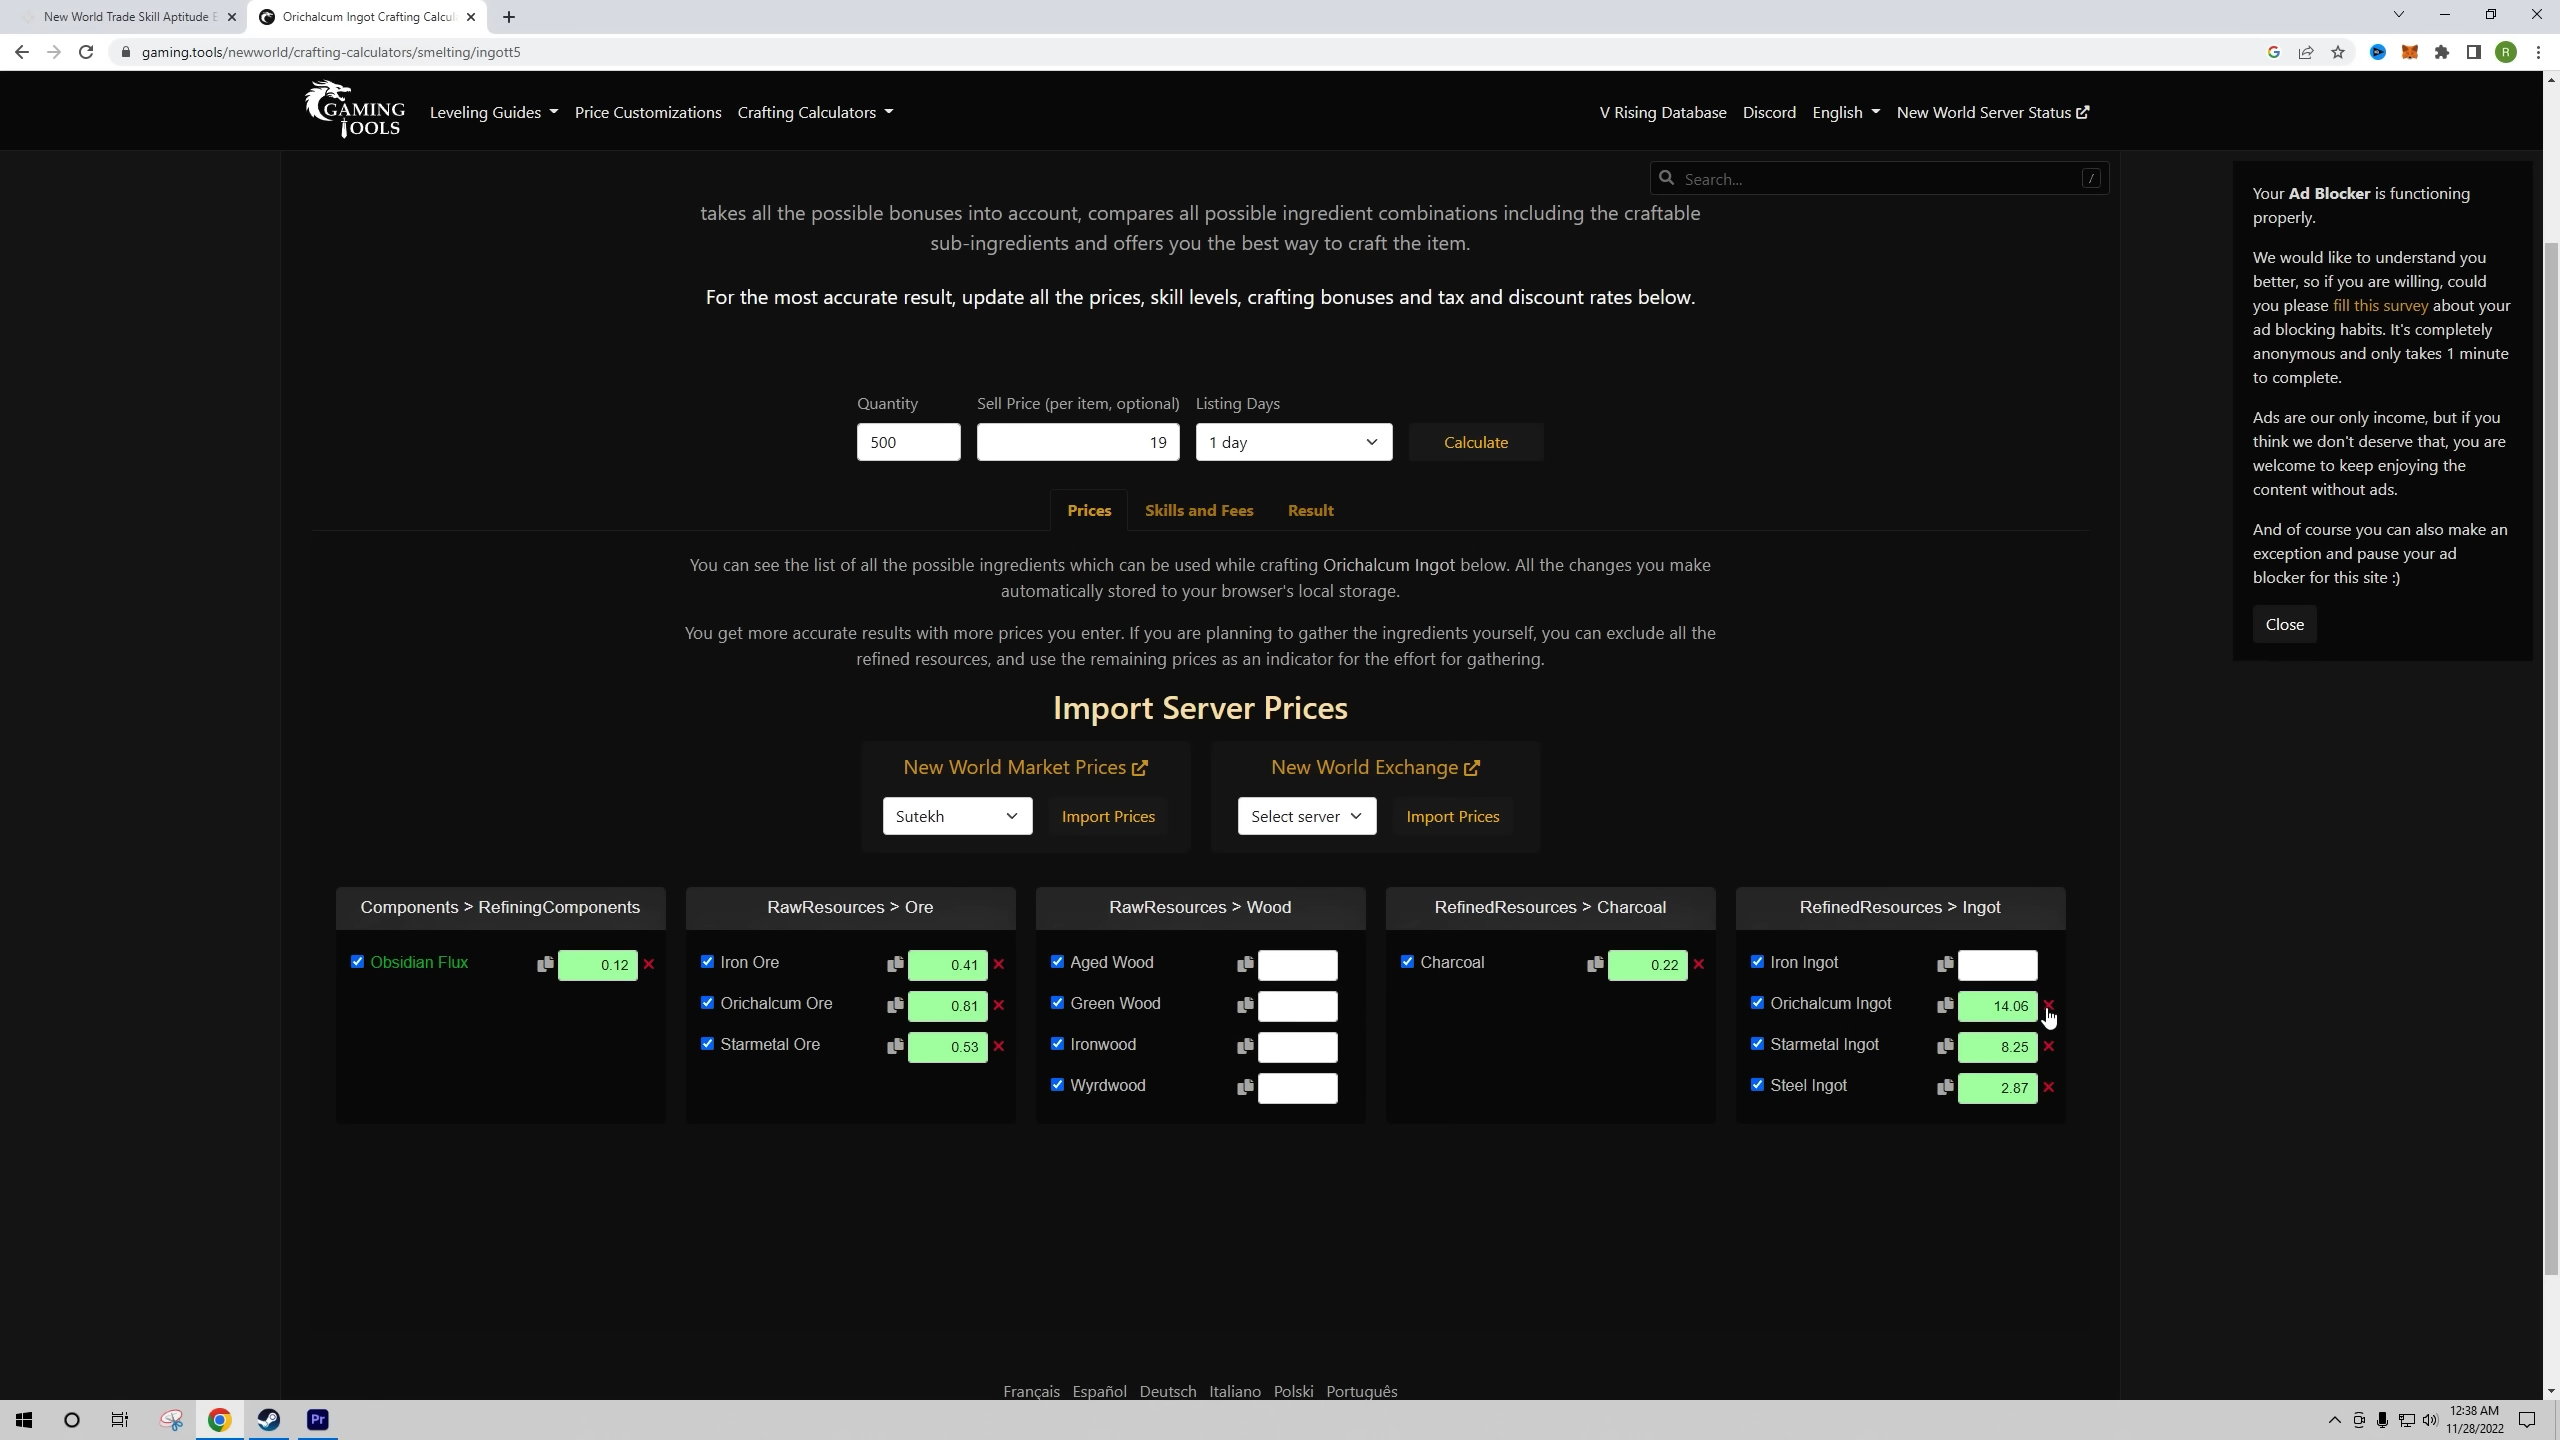 New World Trade Skill Aptitude E
Orichalcum Ingot Crafting Calcul
gaming.tools/newworld/crafting-calculators/smelting/ingott5
R
GAMING TOOLS
Leveling Guides Price Customizations Crafting Calculators
V Rising Database Discord English New World Server Status
Search... /
takes all the possible bonuses into account, compares all possible ingredient combinations including the craftable
sub-ingredients and offers you the best way to craft the item.
For the most accurate result, update all the prices, skill levels, crafting bonuses and tax and discount rates below.
Quantity Sell Price (per item, optional) Listing Days
500 19 1 day Calculate
Prices Skills and Fees Result
You can see the list of all the possible ingredients which can be used while crafting Orichalcum Ingot below. All the changes you make
automatically stored to your browser's local storage.
You get more accurate results with more prices you enter. If you are planning to gather the ingredients yourself, you can exclude all the
refined resources, and use the remaining prices as an indicator for the effort for gathering.
Import Server Prices
New World Market Prices
Sutekh Import Prices
New World Exchange
Select server Import Prices
Components > RefiningComponents
Obsidian Flux 0.12
RawResources > Ore
Iron Ore 0.41
Orichalcum Ore 0.81
Starmetal Ore 0.53
RawResources > Wood
Aged Wood
Green Wood
Ironwood
Wyrdwood
RefinedResources > Charcoal
Charcoal 0.22
RefinedResources > Ingot
Iron Ingot
Orichalcum Ingot 14.06
Starmetal Ingot 8.25
Steel Ingot 2.87
Your Ad Blocker is functioning
properly.
We would like to understand you
better, so if you are willing, could
you please fill this survey about your
ad blocking habits. It's completely
anonymous and only takes 1 minute
to complete.
Ads are our only income, but if you
think we don't deserve that, you are
welcome to keep enjoying the
content without ads.
And of course you can also make an
exception and pause your ad
blocker for this site :)
Close
Français Español Deutsch Italiano Polski Português
Pr
12:38 AM
11/28/2022